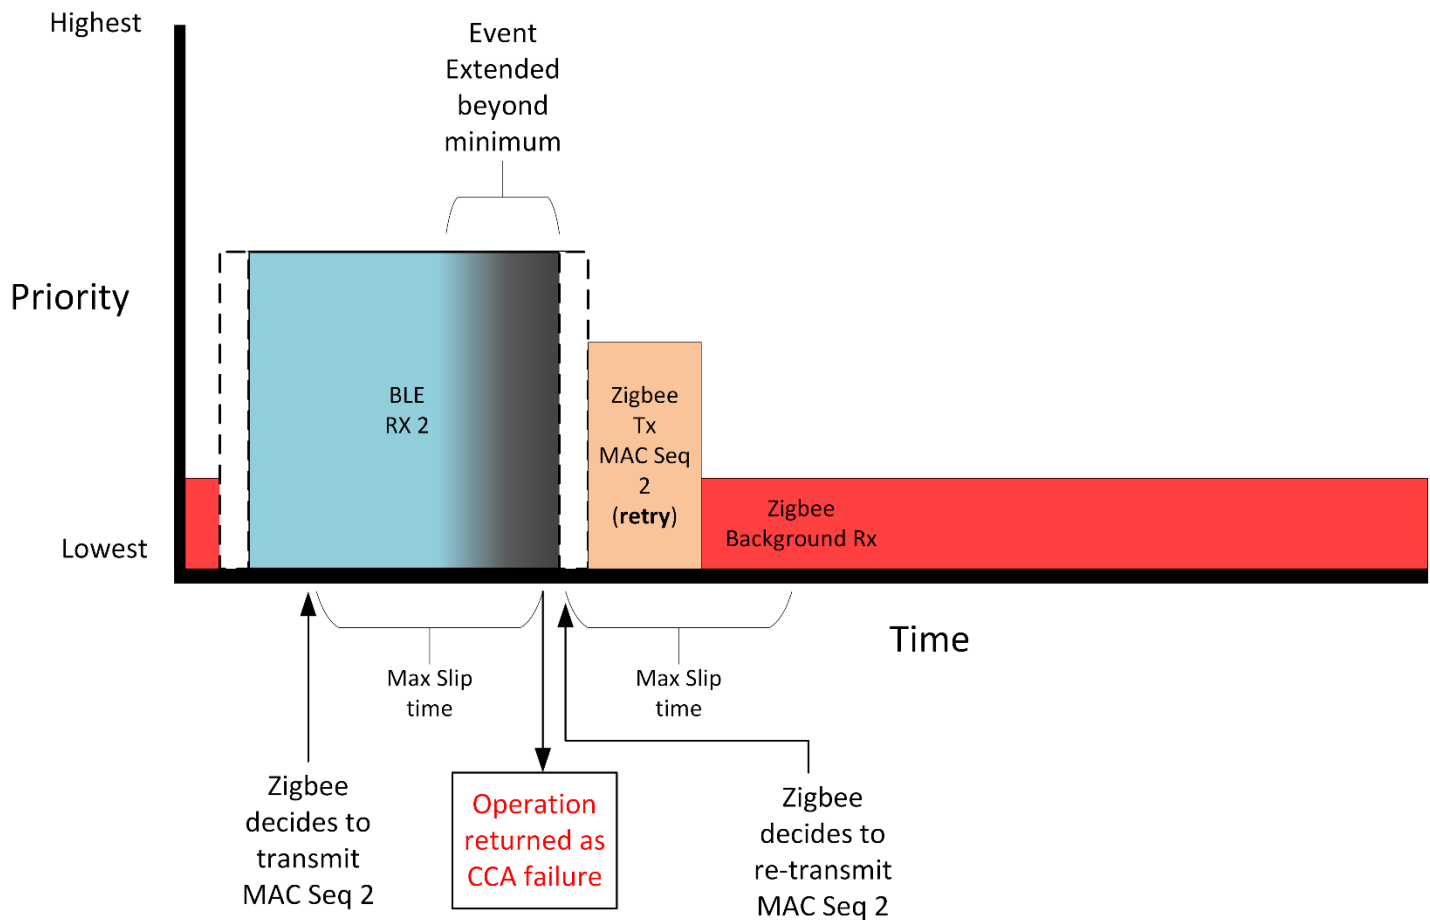 Highest
Event
Extended
beyond
minimum
Priority
BLE
RX 2
Zigbee
Tx
MAC Seq
2
(retry)
Zigbee
Background Rx
Lowest
Time
Max Slip
time
Max Slip
time
Zigbee
decides to
transmit
MAC Seq 2
Operation
returned as
CCA failure
Zigbee
decides to
re-transmit
MAC Seq 2